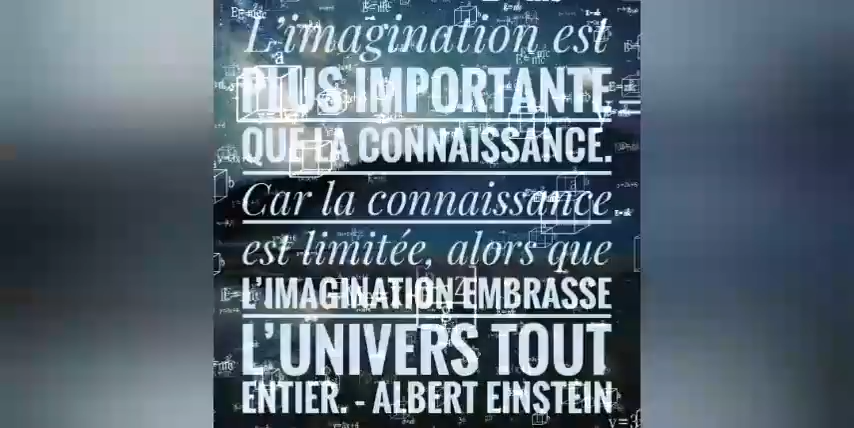 L'imagination est
PLUS IMPORTANTE
QUE LA CONNAISSANCE.
Car la connaissance
est limitée, alors que
L'IMAGINATION EMBRASSE
L'UNIVERS TOUT
ENTIER. - ALBERT EINSTEIN